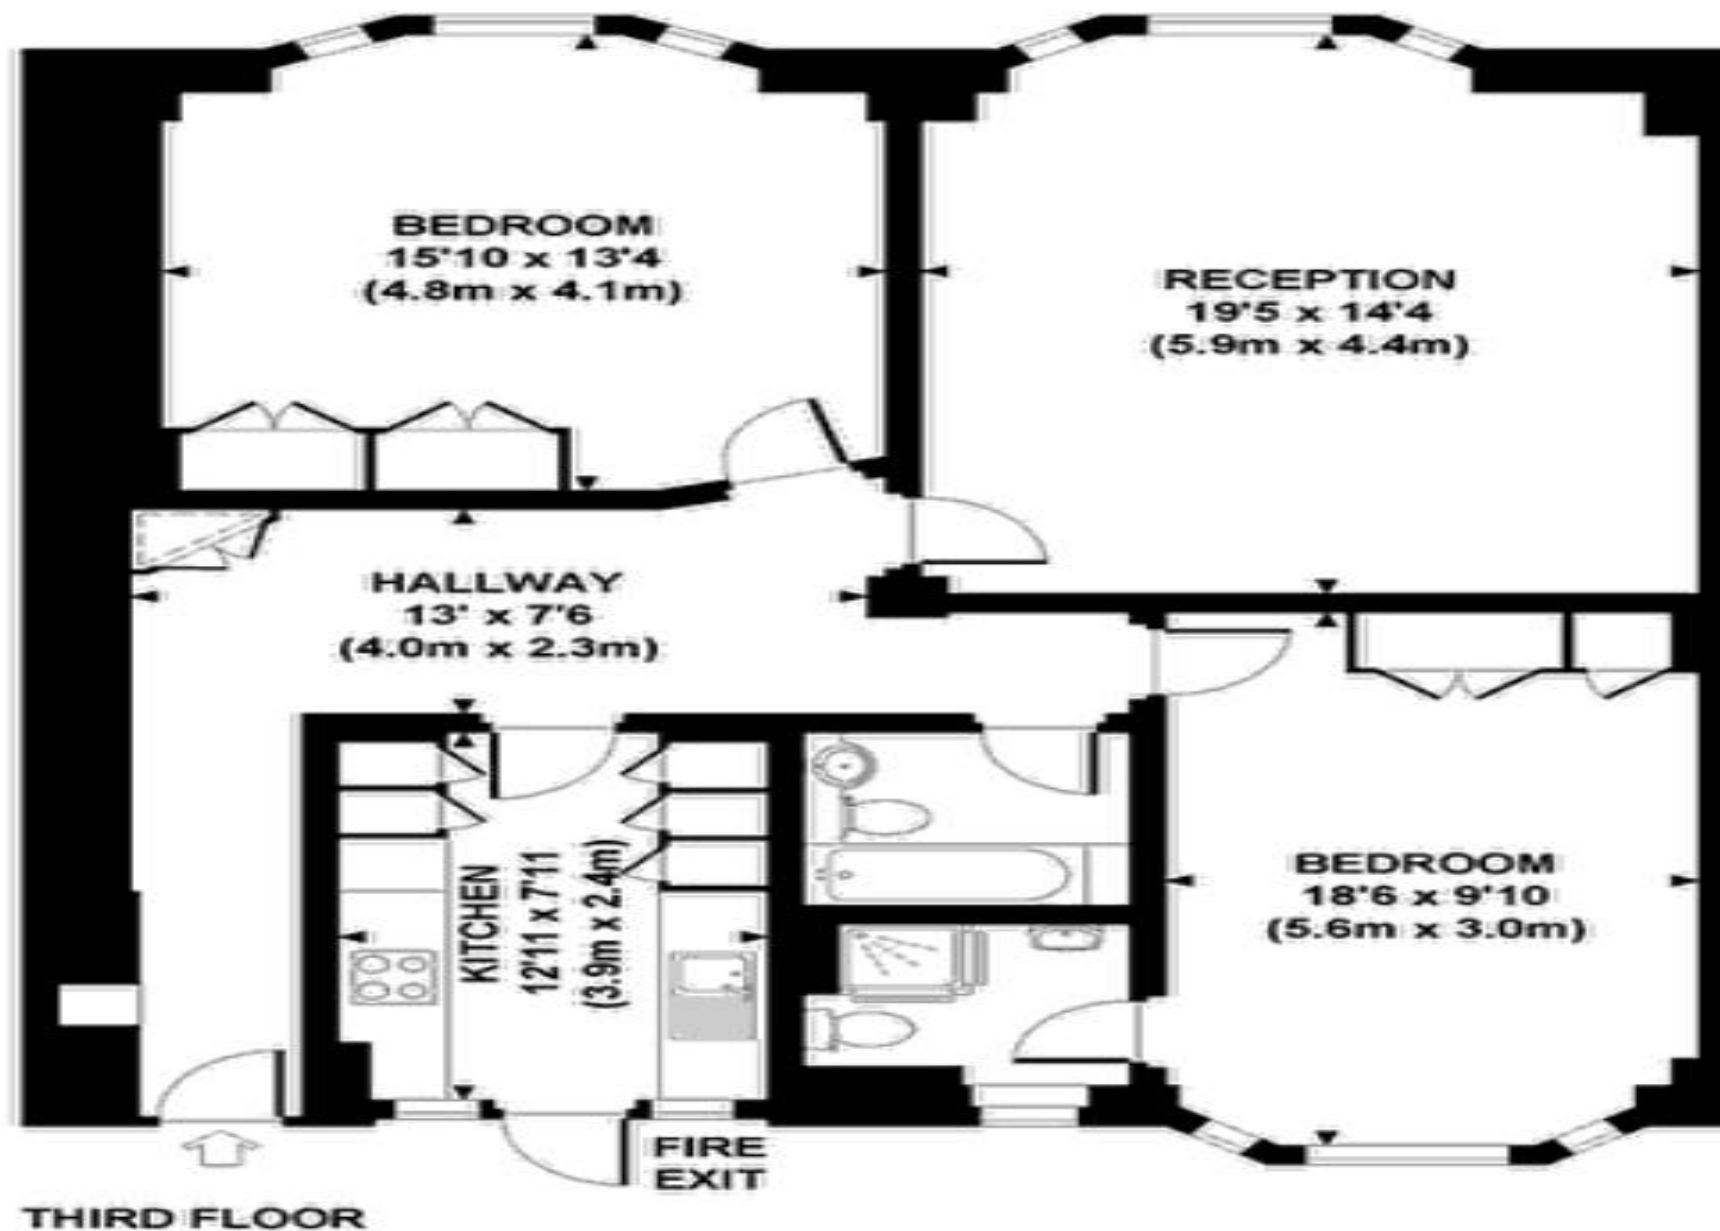 BEDROOM
15'10 x 13'4
(4.8m x 4.1m)
RECEPTION
19'5 x 14'4
(5.9m x 4.4m)
HALLWAY
13' x 7'6
(4.0m x 2.3m)
KITCHEN
12'11 x 7'11
(3.9m x 2.4m)
BEDROOM
18'6 x 9'10
(5.6m x 3.0m)
FIRE
EXIT
THIRD FLOOR